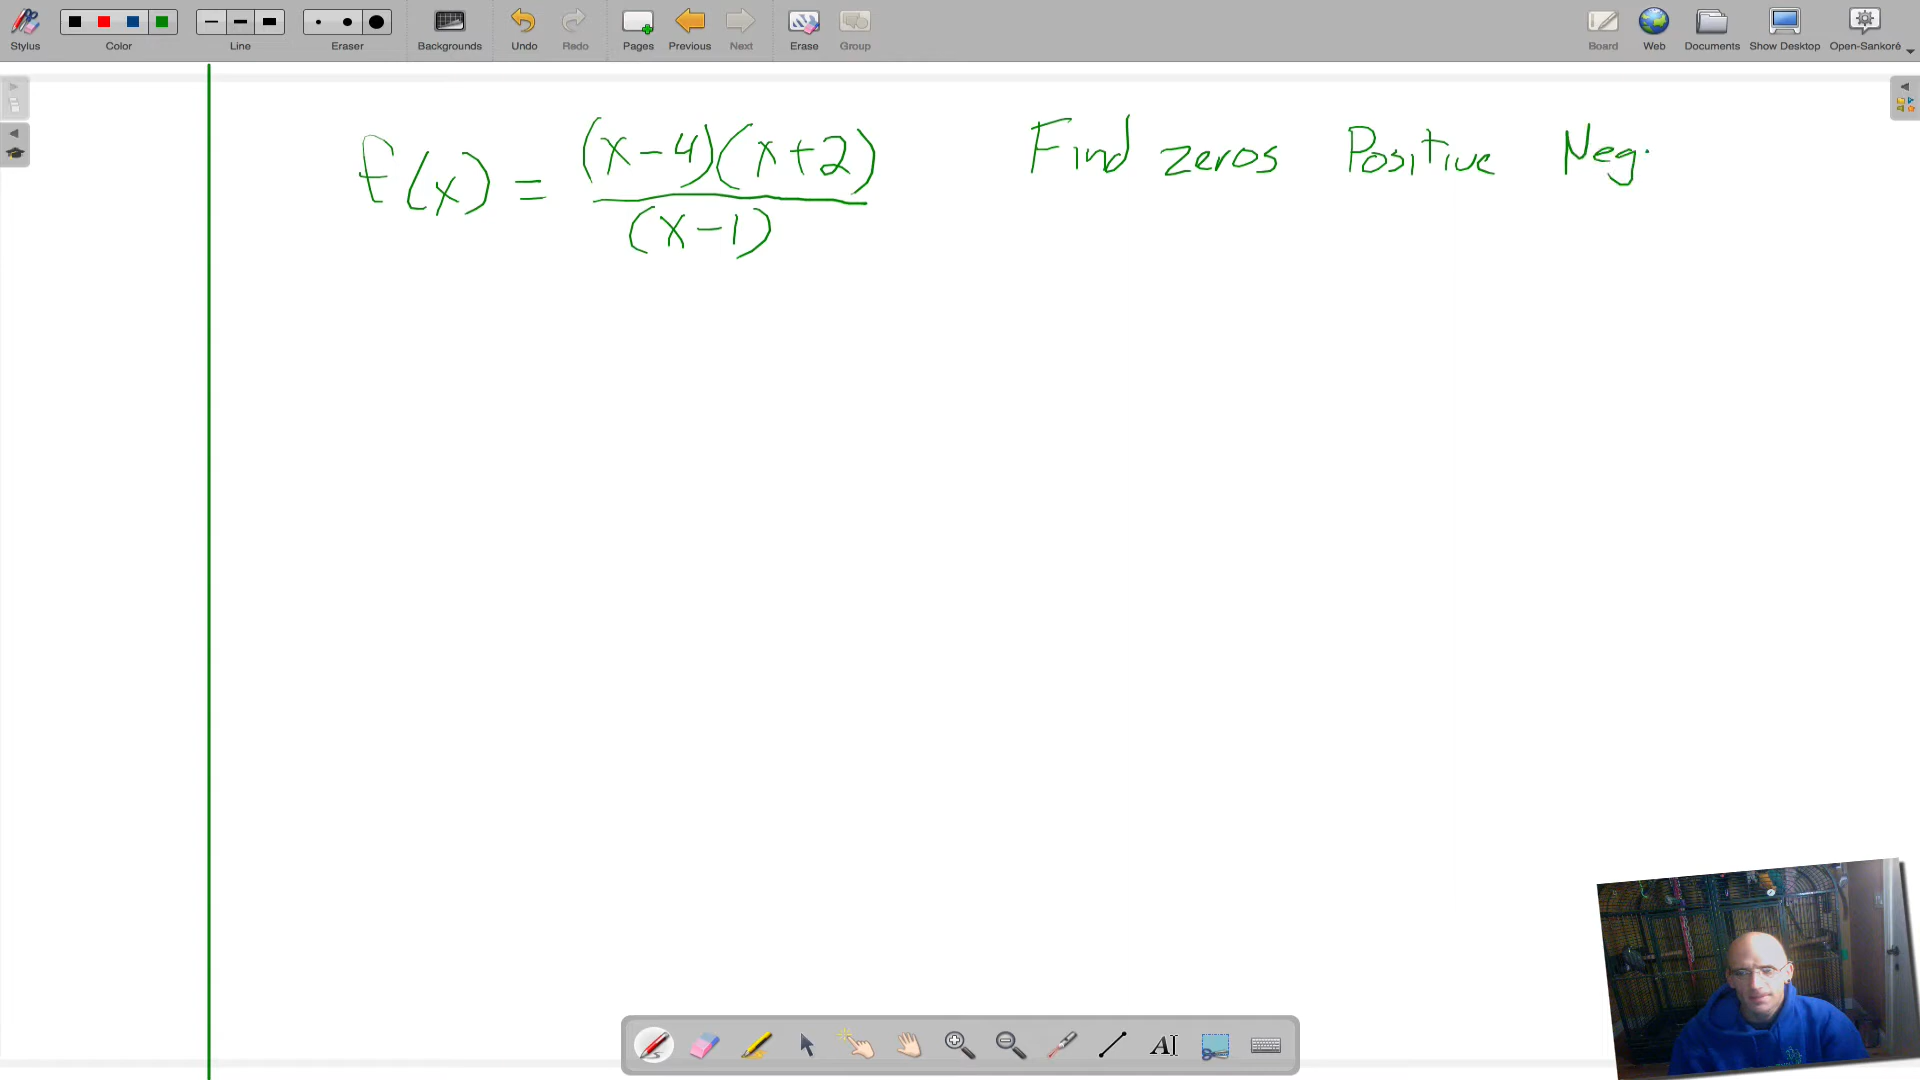 Stylus Color Line Eraser Backgrounds Undo Redo Pages Previous Next Erase Group Board Web Documents Show Desktop Open-Sankoré
f(x) = (x-4)(x+2) / (x-1)
Find zeros Positive Neg.